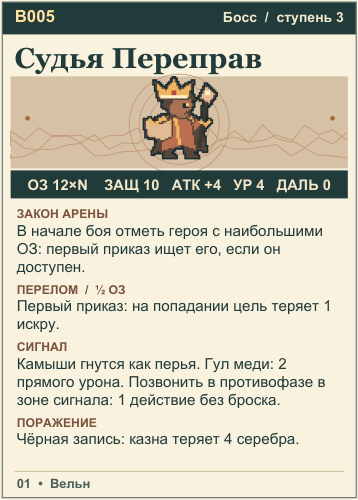 B005
Босс / ступень 3
Судья Переправ
ОЗ 12×N ЗАЩ 10 АТК +4 УР 4 ДАЛЬ 0
ЗАКОН АРЕНЫ
В начале боя отметь героя с наибольшими
ОЗ: первый приказ ищет его, если он
доступен.
ПЕРЕЛОМ / ½ ОЗ
Первый приказ: на попадании цель теряет 1
искру.
СИГНАЛ
Камыши гнутся как перья. Гул меди: 2
прямого урона. Позвонить в противофазе в
зоне сигнала: 1 действие без броска.
ПОРАЖЕНИЕ
Чёрная запись: казна теряет 4 серебра.
01 • Вельн